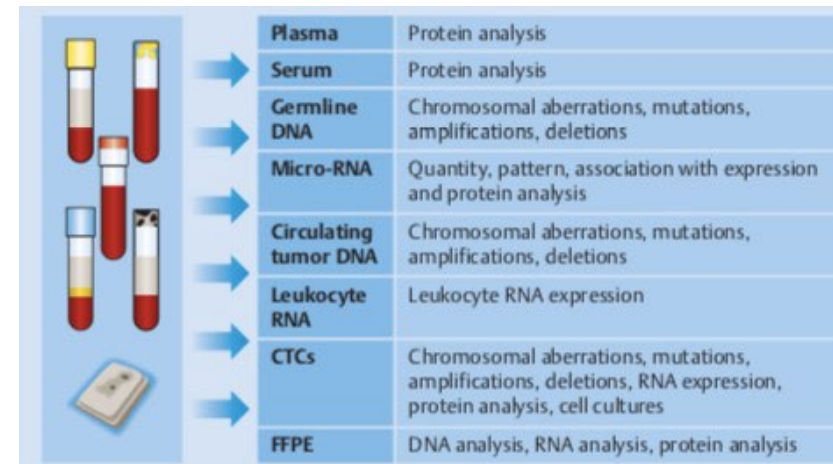 Plasma Protein analysis
Serum Protein analysis
Germline Chromosomal aberrations, mutations,
DNA amplifications, deletions
Micro-RNA Quantity, pattern, association with expression
and protein analysis
Circulating Chromosomal aberrations, mutations,
tumor DNA amplifications, deletions
Leukocyte Leukocyte RNA expression
RNA
CTCs Chromosomal aberrations, mutations,
amplifications, deletions, RNA expression,
protein analysis, cell cultures
FFPE DNA analysis, RNA analysis, protein analysis